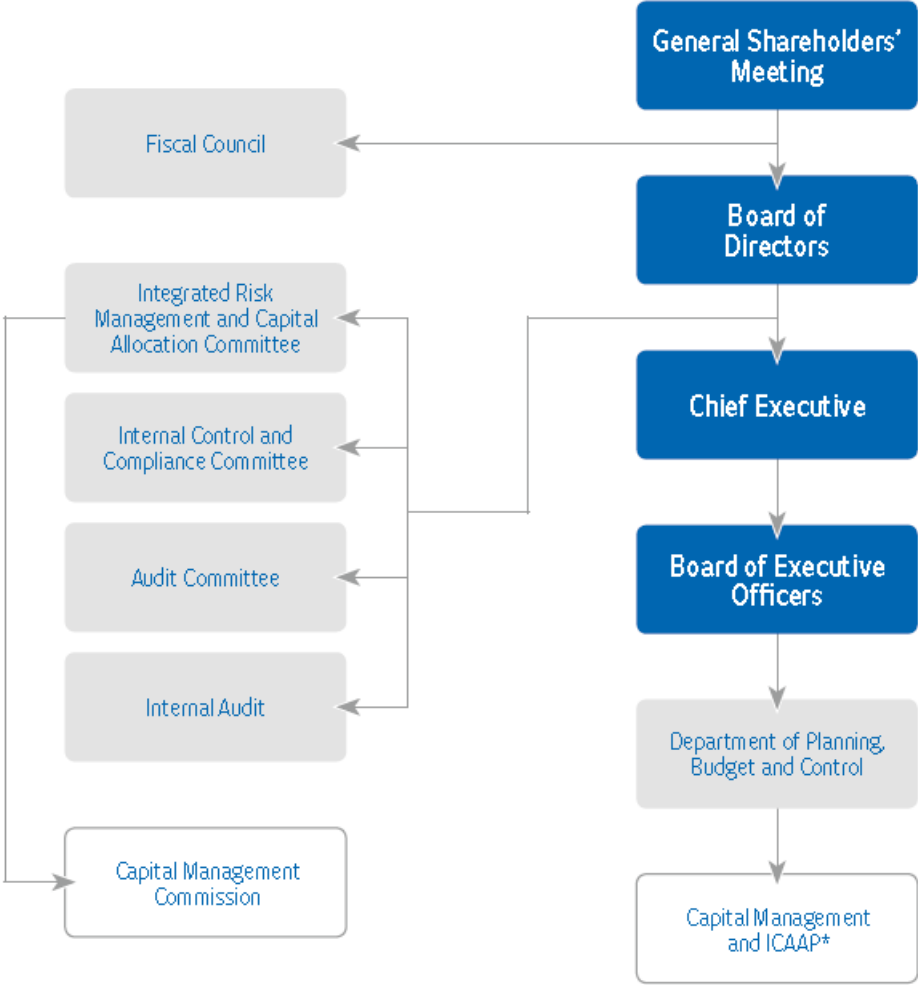 General Shareholders'
Meeting
Fiscal Council
Board of
Directors
Integrated Risk
Management and Capital
Allocation Committee
Chief Executive
Internal Control and
Compliance Committee
Board of Executive
Officers
Audit Committee
Internal Audit
Department of Planning,
Budget and Control
Capital Management
Commission
Capital Management
and ICAAP*